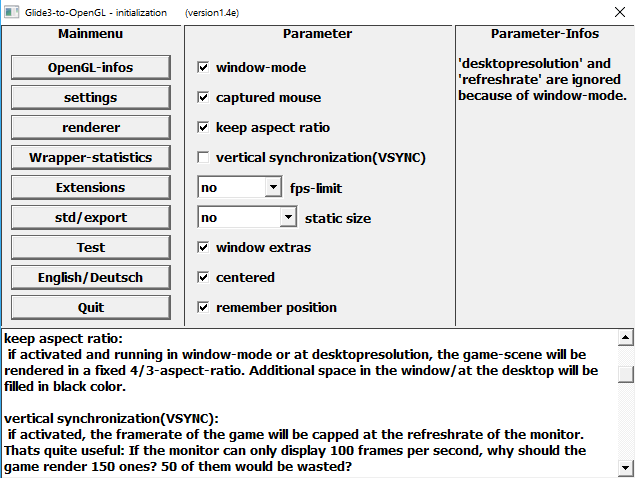 Glide3-to-OpenGL - initialization (version1.4e)
Mainmenu
OpenGL-infos
settings
renderer
Wrapper-statistics
Extensions
std/export
Test
English/Deutsch
Quit
Parameter
window-mode
captured mouse
keep aspect ratio
vertical synchronization(VSYNC)
no fps-limit
no static size
window extras
centered
remember position
Parameter-Infos
'desktopresolution' and
'refreshrate' are ignored
because of window-mode.
keep aspect ratio:
if activated and running in window-mode or at desktopresolution, the game-scene will be
rendered in a fixed 4/3-aspect-ratio. Additional space in the window/at the desktop will be
filled in black color.
vertical synchronization(VSYNC):
if activated, the framerate of the game will be capped at the refreshrate of the monitor.
Thats quite useful: If the monitor can only display 100 frames per second, why should the
game render 150 ones? 50 of them would be wasted?